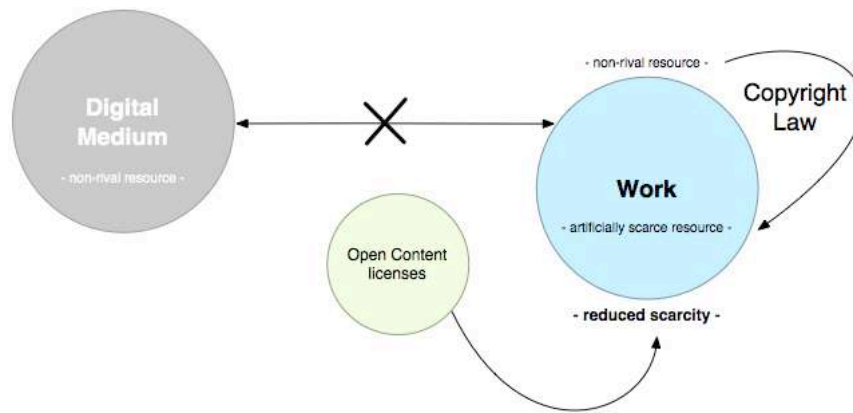 Digital
Medium
- non-rival resource -
- non-rival resource -
Copyright
Law
Work
- artificially scarce resource -
Open Content
licenses
- reduced scarcity -